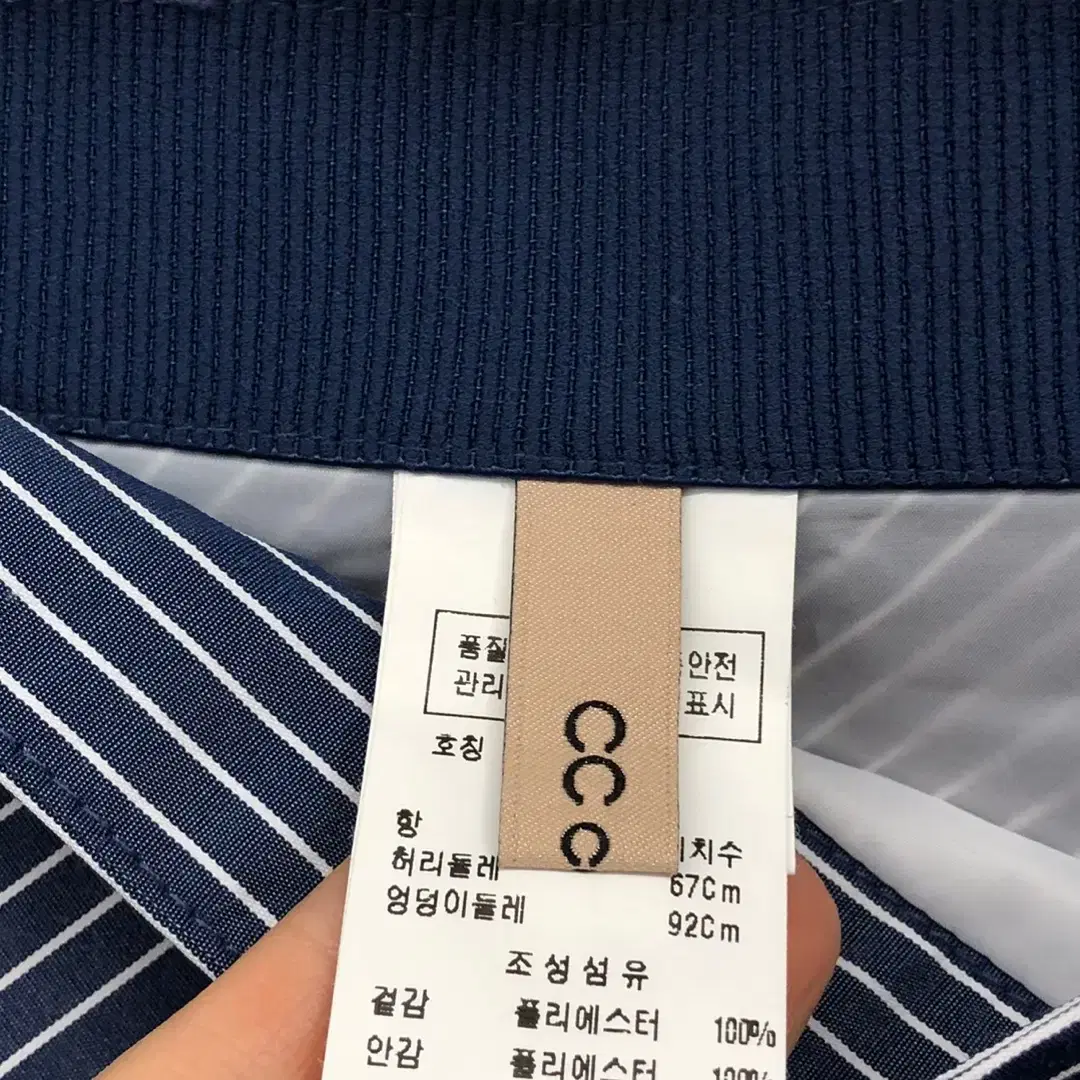 품질
안전
관리
표시
호칭
C
C
C
항
치수
허리둘레 67Cm
엉덩이둘레 92Cm
조성섬유
겉감 폴리에스터 100%
안감 폴리에스터 100%